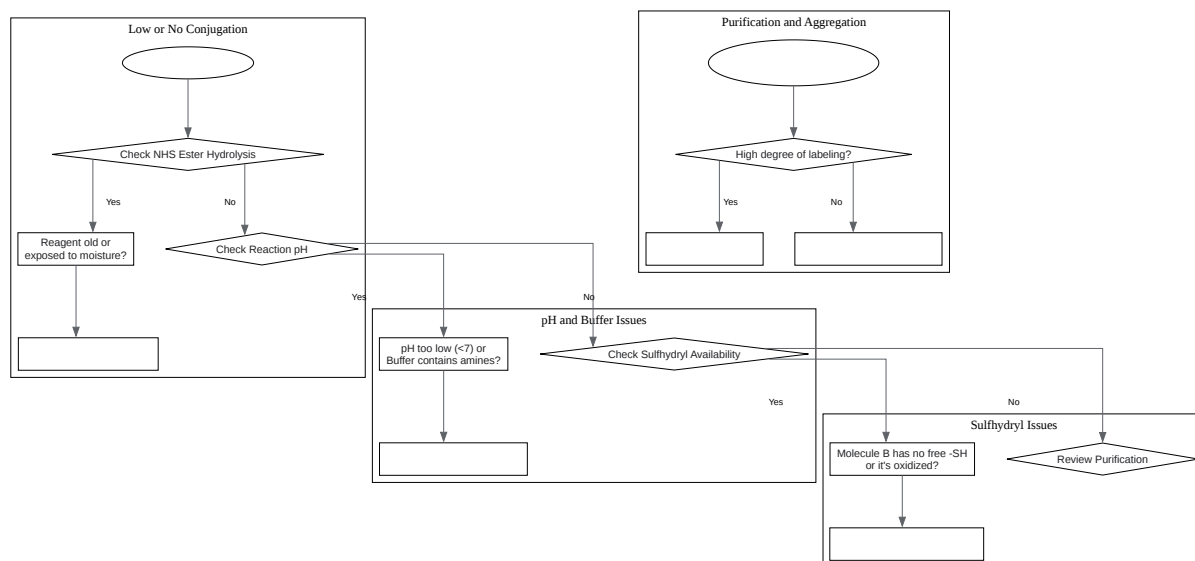 Low or No Conjugation
Check NHS Ester Hydrolysis
Yes
No
Reagent old or
exposed to moisture?
Check Reaction pH
Yes
No
Purification and Aggregation
High degree of labeling?
Yes
No
pH and Buffer Issues
pH too low (<7) or
Buffer contains amines?
Check Sulfhydryl Availability
Yes
No
Sulfhydryl Issues
Molecule B has no free -SH
or it's oxidized?
Review Purification